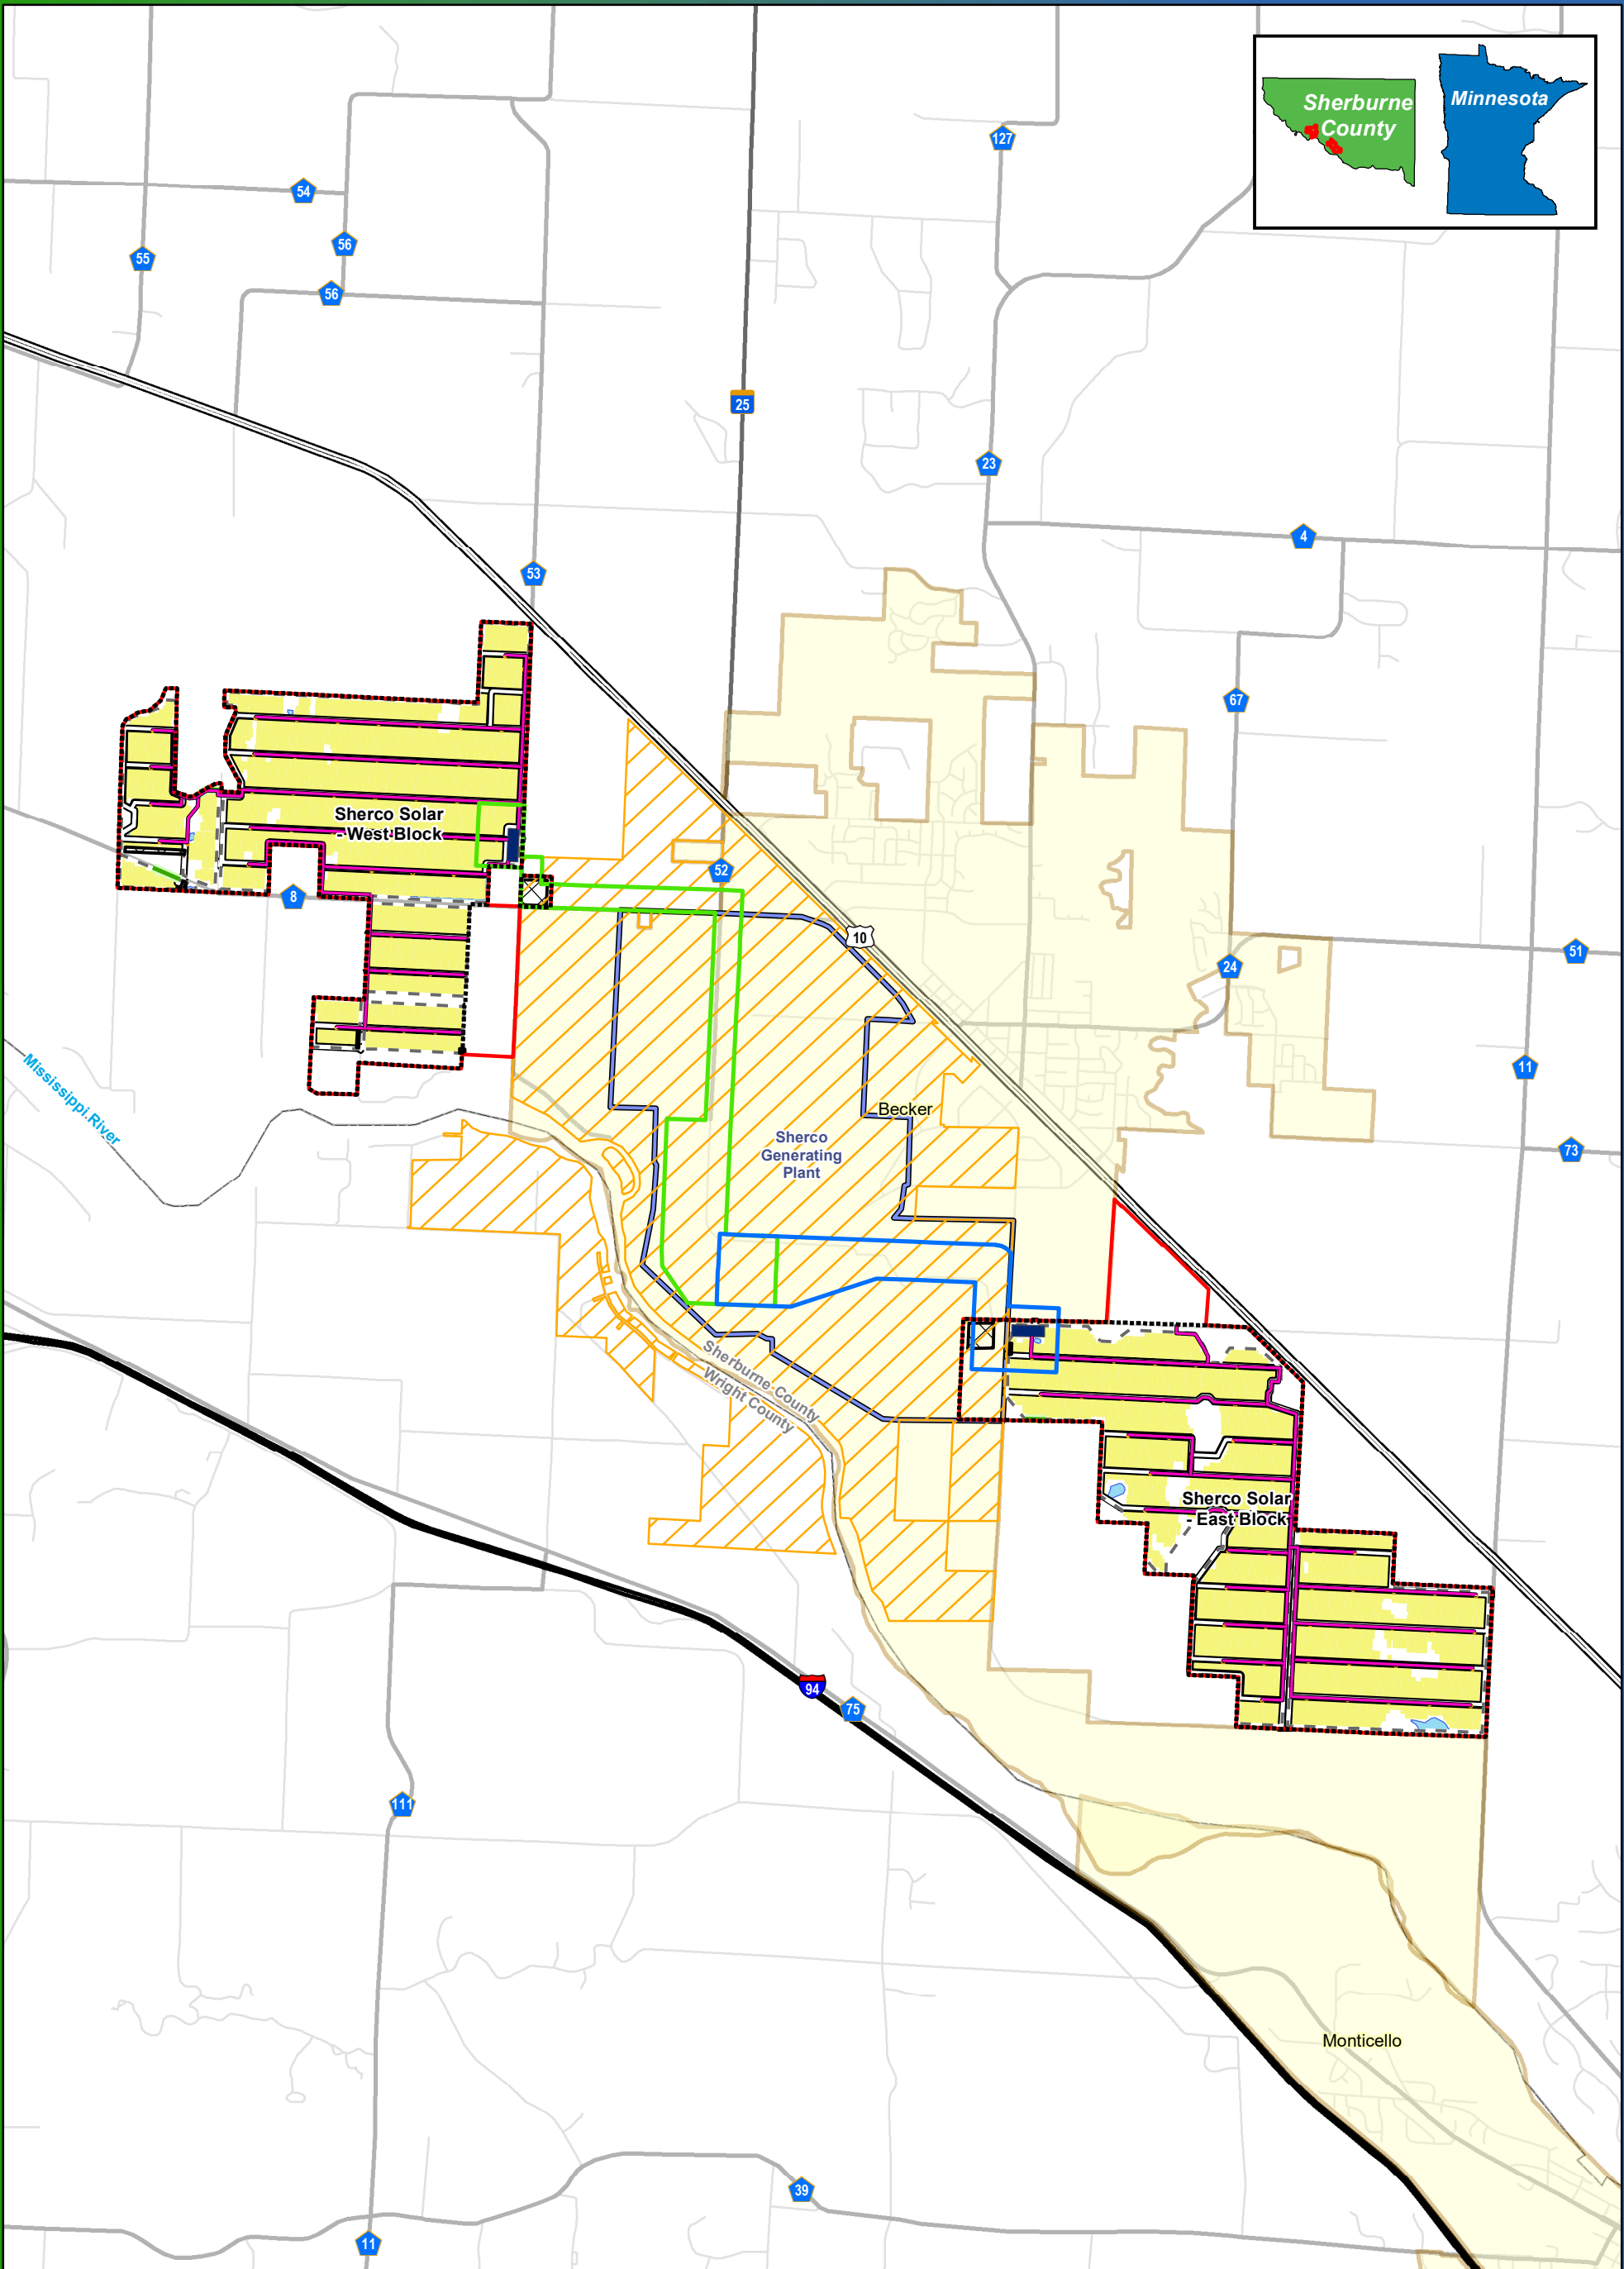 Sherburne
County
Minnesota
127
54
56
55
56
25
23
4
53
67
Sherco Solar
- West Block
52
8
10
51
24
Mississippi River
11
Becker
Sherco
Generating
Plant
73
Sherburne County
Wright County
Sherco Solar
- East Block
94
75
111
Monticello
39
11